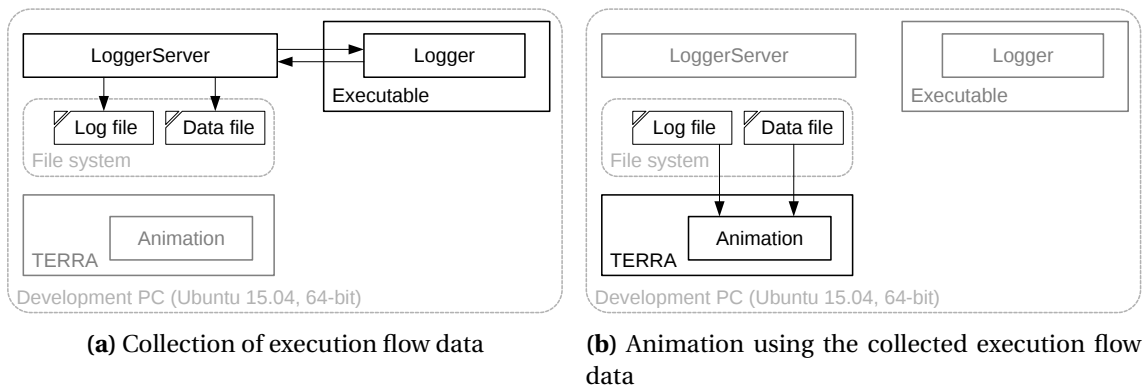 LoggerServer
Logger
Executable
Log file
Data file
File system
Animation
TERRA
Development PC (Ubuntu 15.04, 64-bit)
(a) Collection of execution flow data
LoggerServer
Logger
Executable
Log file
Data file
File system
Animation
TERRA
Development PC (Ubuntu 15.04, 64-bit)
(b) Animation using the collected execution flow
data